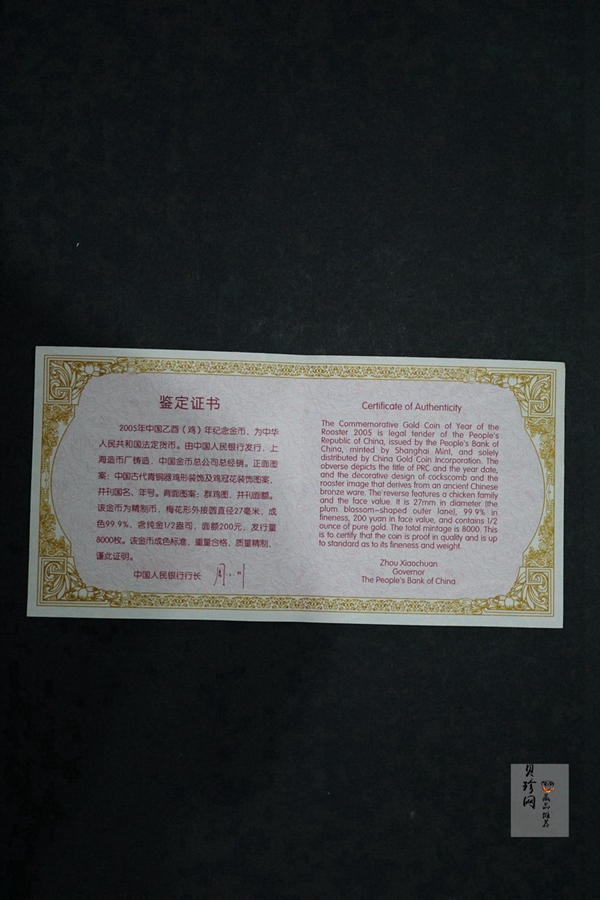 鉴定证书
2005年中国乙酉（鸡）年纪念金币，为中华
人民共和国法定货币。由中国人民银行发行，上
海造币厂铸造，中国金币总公司总经销。正面图
案：中国古代青铜器鸡形装饰及鸡冠花装饰图案，
并刊国名、年号。背面图案：群鸡图，并刊面额。
该金币为精制币，梅花形外接圆直径27毫米，成
色99.9%，含纯金1/2盎司，面额200元，发行量
8000枚。该金币成色标准，重量合格，质量精制，
谨此证明。
中国人民银行行长
Certificate of Authenticity
The Commemorative Gold Coin of Year of the
Rooster 2005 is legal tender of the People's
Republic of China, issued by the People's Bank of
China, minted by Shanghai Mint, and solely
distributed by China Gold Coin Incorporation. The
obverse depicts the title of PRC and the year date,
and the decorative design of cockscomb and the
rooster image that derives from an ancient Chinese
bronze ware. The reverse features a chicken family
and the face value. It is 27mm in diameter (the
plum blossom-shaped outer lane), 99.9% in
fineness, 200 yuan in face value, and contains 1/2
ounce of pure gold. The total mintage is 8000. This
is to certify that the coin is proof in quality and is up
to standard as to its fineness and weight.
Zhou Xiaochuan
Governor
The People's Bank of China
贝珍网
藏品推荐